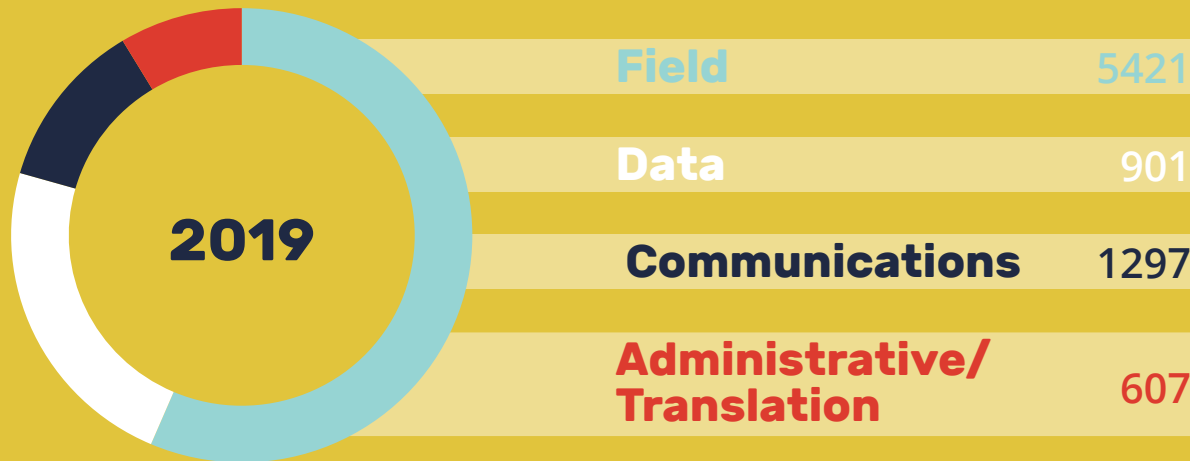 2019
Field 5421
Data 901
Communications 1297
Administrative/
Translation 607